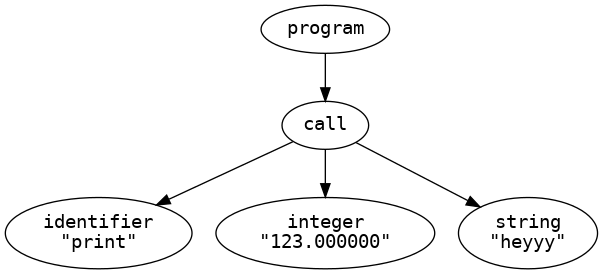 program
call
identifier
"print"
integer
"123.000000"
string
"heyyy"